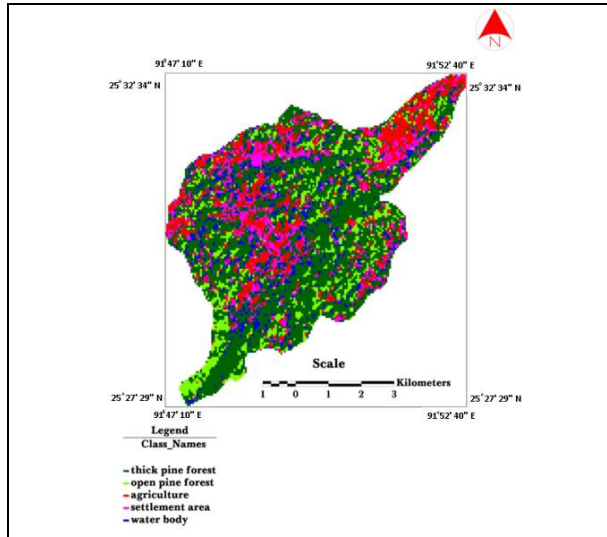 N
91°47' 10" E
91°52' 40" E
25° 32' 34" N
25° 32' 34" N
Scale
Kilometers
1 0 1 2 3
25° 27' 29" N
25° 27' 29" N
91°47' 10" E
91°52' 40" E
Legend
Class_Names
thick pine forest
open pine forest
agriculture
settlement area
water body